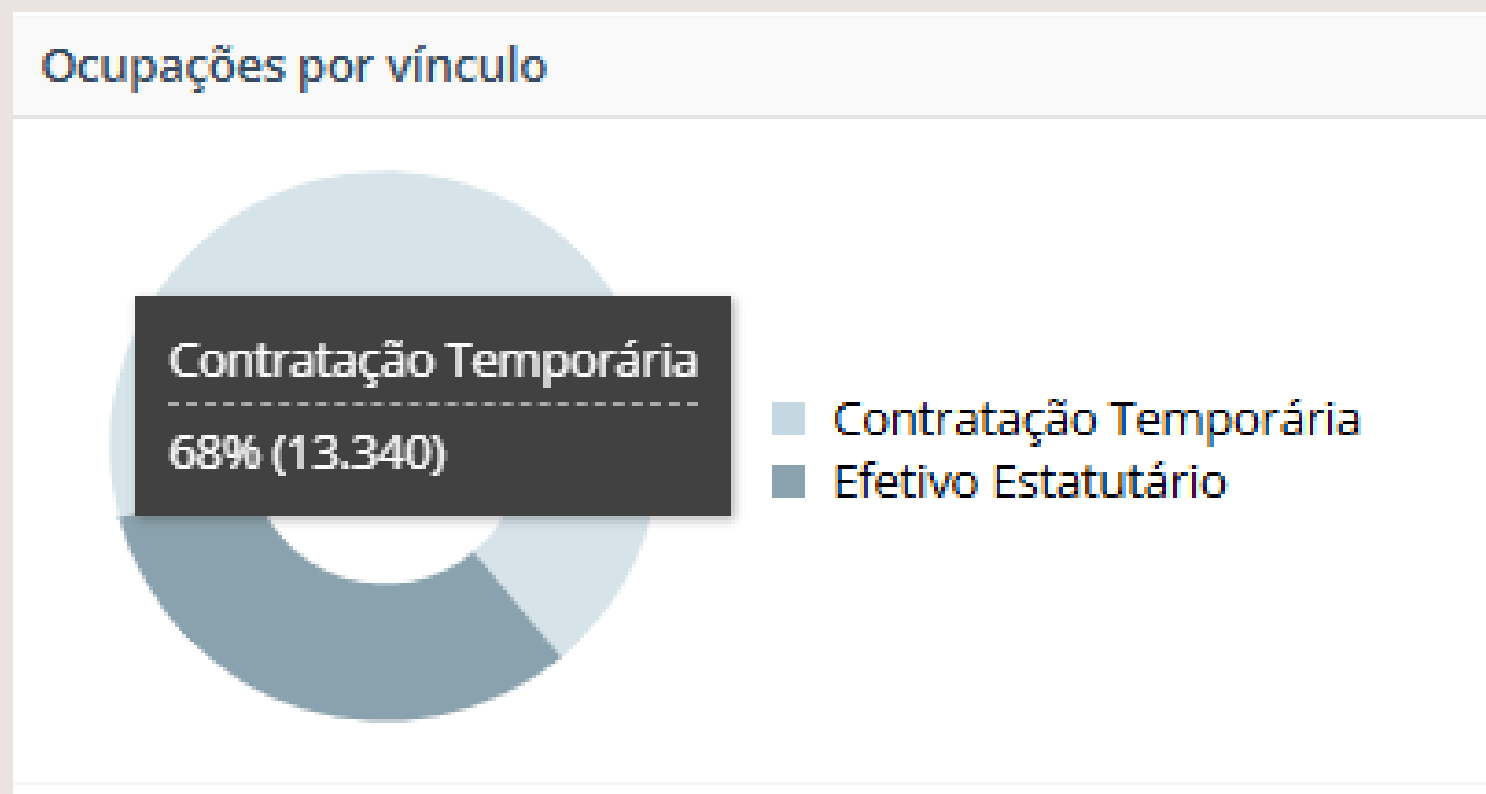 Ocupações por vínculo
Contratação Temporária
68% (13.340)
Contratação Temporária
Efetivo Estatutário